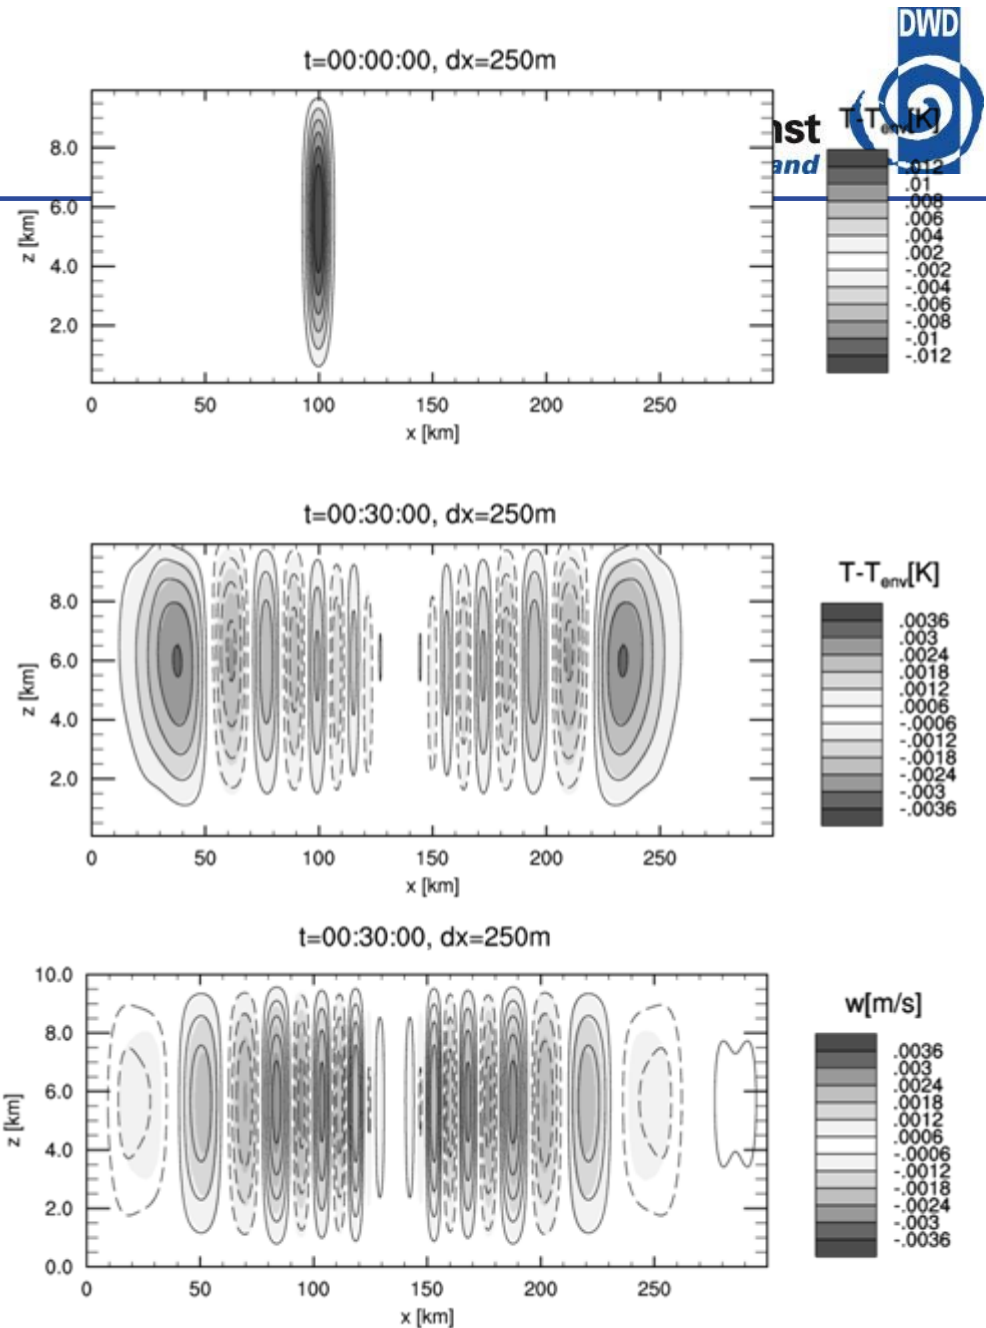 DWD
t=00:00:00, dx=250m
nst
and
T-Tenv[K]
8.0
6.0
4.0
2.0
z [km]
0 50 100 150 200 250
x [km]
.012
.01
.008
.006
.004
.002
-.002
-.004
-.006
-.008
-.01
-.012
t=00:30:00, dx=250m
8.0
6.0
4.0
2.0
z [km]
0 50 100 150 200 250
x [km]
T-Tenv[K]
.0036
.003
.0024
.0018
.0012
.0006
-.0006
-.0012
-.0018
-.0024
-.003
-.0036
t=00:30:00, dx=250m
10.0
8.0
6.0
4.0
2.0
0.0
z [km]
0 50 100 150 200 250
x [km]
w[m/s]
.0036
.003
.0024
.0018
.0012
.0006
-.0006
-.0012
-.0018
-.0024
-.003
-.0036